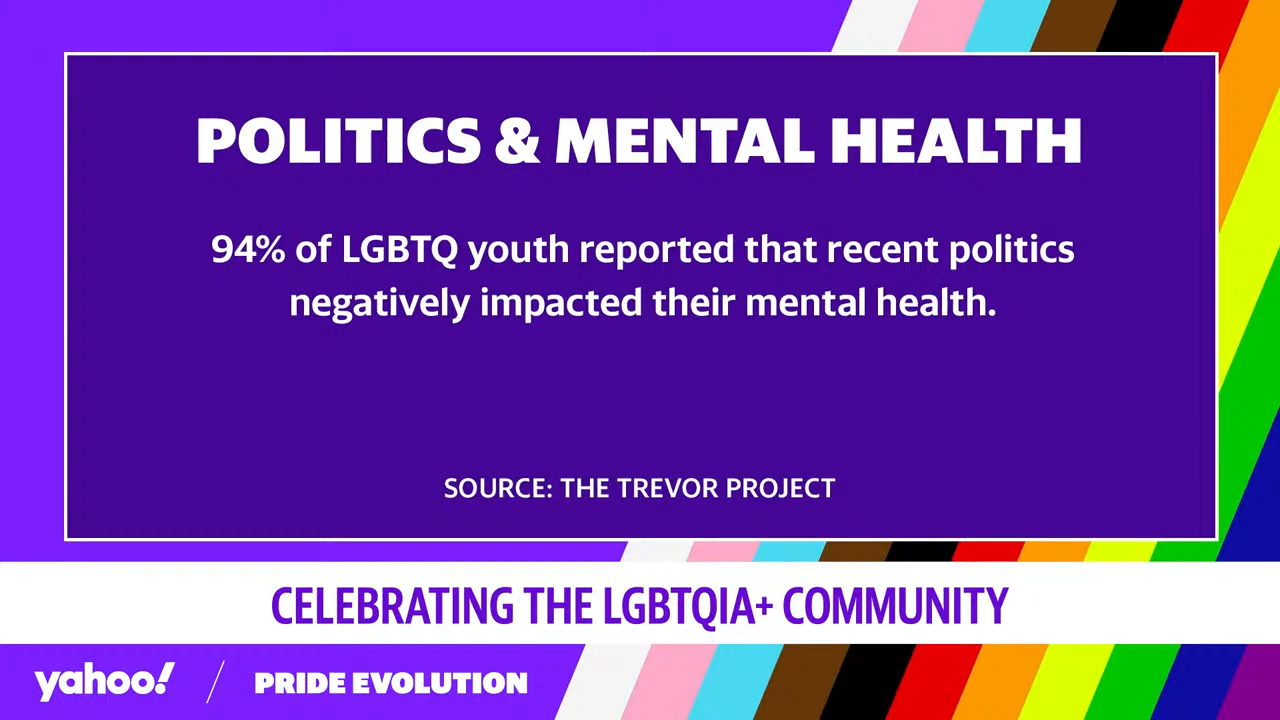 POLITICS & MENTAL HEALTH
94% of LGBTQ youth reported that recent politics
negatively impacted their mental health.
SOURCE: THE TREVOR PROJECT
CELEBRATING THE LGBTQIA+ COMMUNITY
yahoo! / PRIDE EVOLUTION